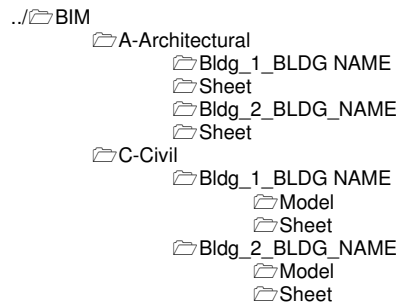 ../BIM
A-Architectural
Bldg_1_BLDG NAME
Sheet
Bldg_2_BLDG_NAME
Sheet
C-Civil
Bldg_1_BLDG NAME
Model
Sheet
Bldg_2_BLDG_NAME
Model
Sheet